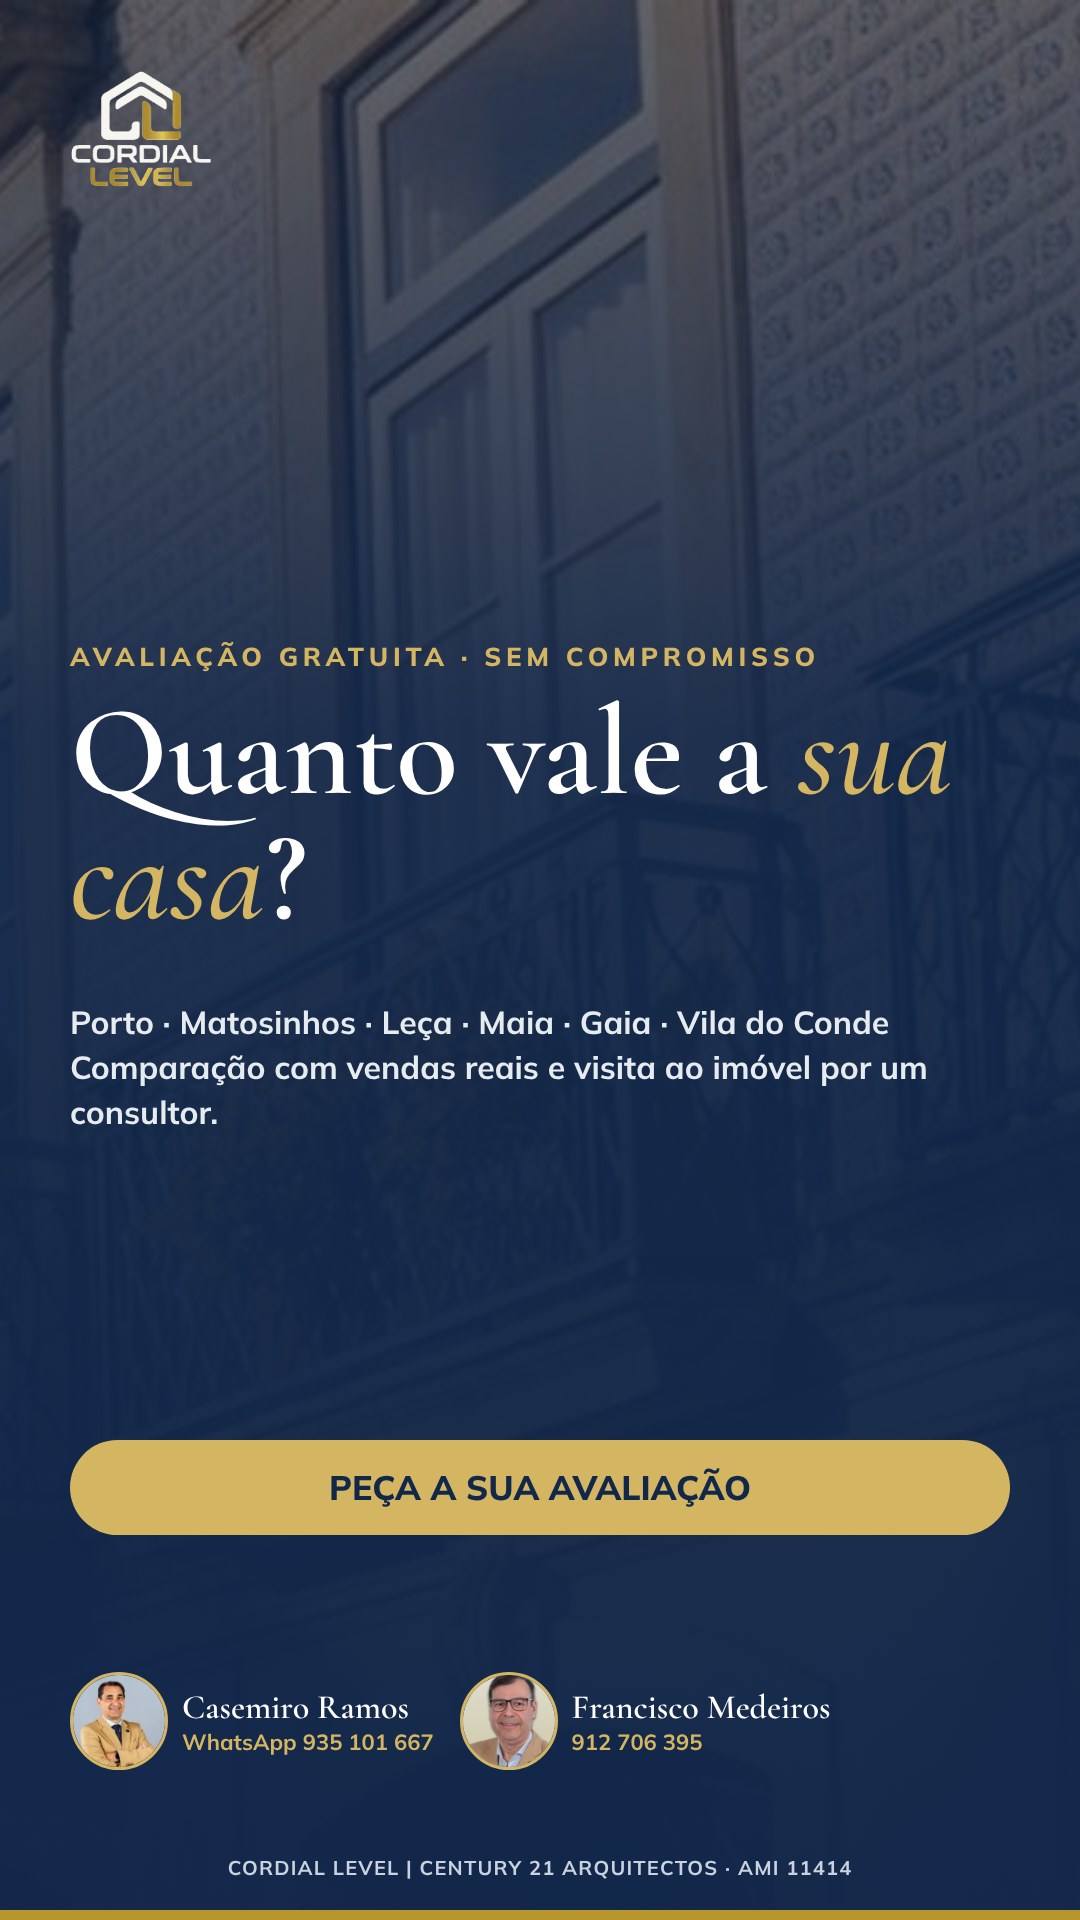 CORDIAL
LEVEL
AVALIAÇÃO GRATUITA · SEM COMPROMISSO
Quanto vale a sua
casa?
Porto · Matosinhos · Leça · Maia · Gaia · Vila do Conde
Comparação com vendas reais e visita ao imóvel por um
consultor.
PEÇA A SUA AVALIAÇÃO
Casemiro Ramos
WhatsApp 935 101 667
Francisco Medeiros
912 706 395
CORDIAL LEVEL | CENTURY 21 ARQUITECTOS · AMI 11414